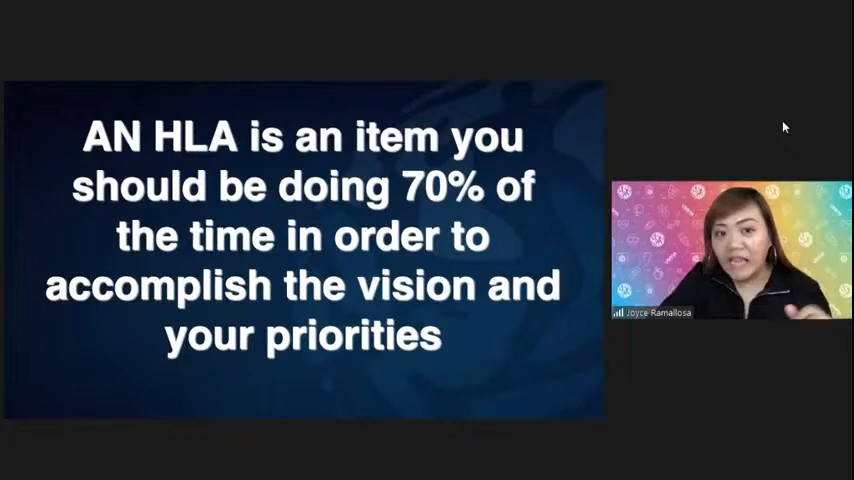 AN HLA is an item you
should be doing 70% of
the time in order to
accomplish the vision and
your priorities
Joyce Ramallosa